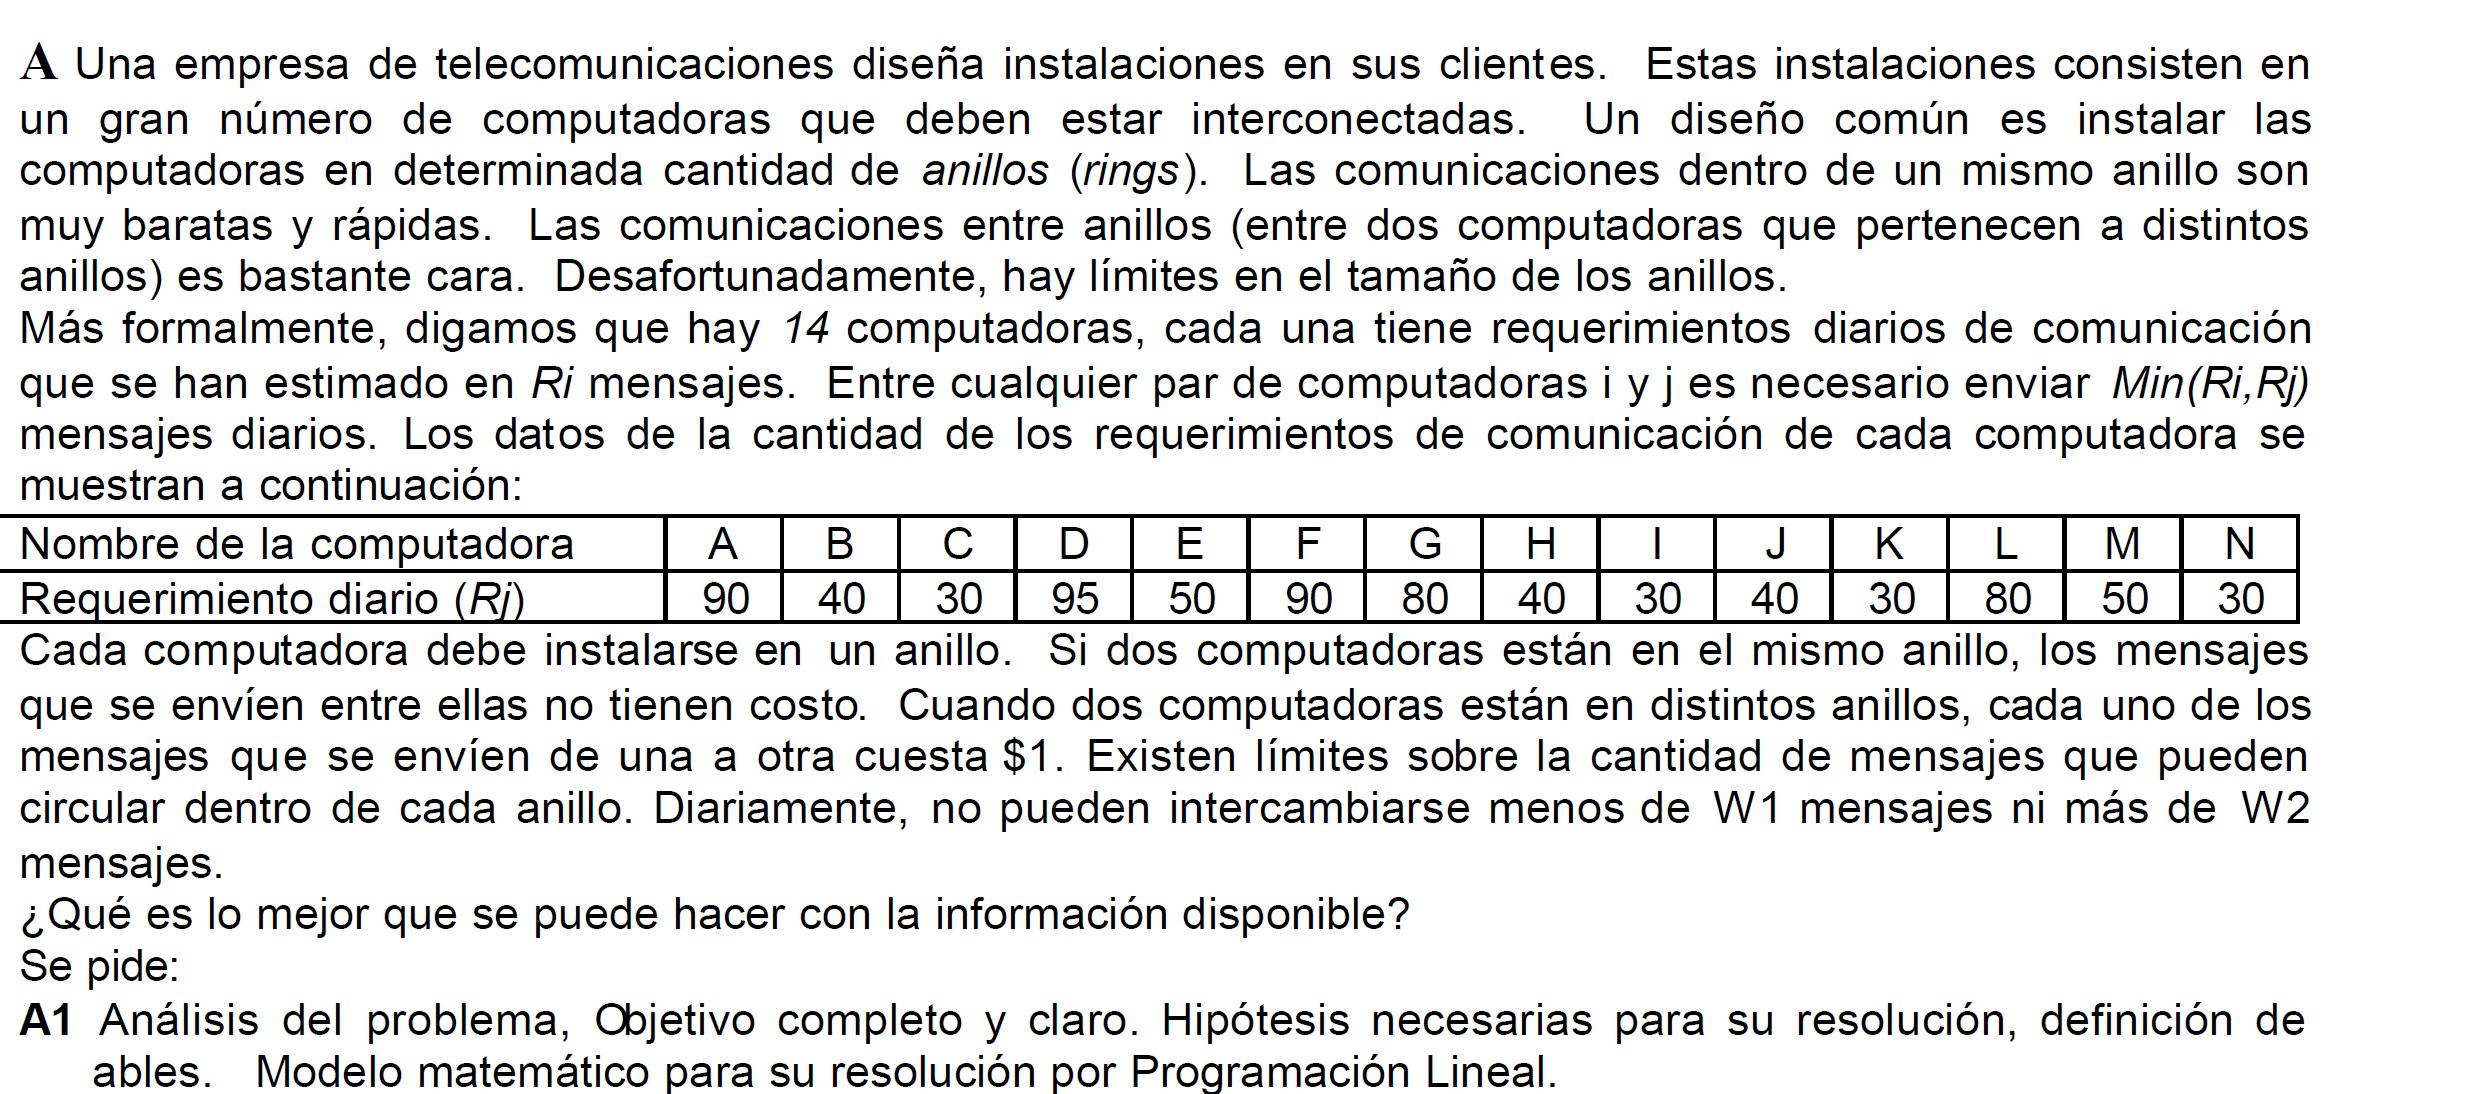 A Una empresa de telecomunicaciones diseña instalaciones en sus clientes. Estas instalaciones consisten en
un gran número de computadoras que deben estar interconectadas. Un diseño común es instalar las
computadoras en determinada cantidad de anillos (rings). Las comunicaciones dentro de un mismo anillo son
muy baratas y rápidas. Las comunicaciones entre anillos (entre dos computadoras que pertenecen a distintos
anillos) es bastante cara. Desafortunadamente, hay límites en el tamaño de los anillos.
Más formalmente, digamos que hay 14 computadoras, cada una tiene requerimientos diarios de comunicación
que se han estimado en Ri mensajes. Entre cualquier par de computadoras i y j es necesario enviar Min(Ri,Rj)
mensajes diarios. Los datos de la cantidad de los requerimientos de comunicación de cada computadora se
muestran a continuación:
Nombre de la computadora A B C D E F G H I J K L M N
Requerimiento diario (Rj) 90 40 30 95 50 90 80 40 30 40 30 80 50 30
Cada computadora debe instalarse en un anillo. Si dos computadoras están en el mismo anillo, los mensajes
que se envíen entre ellas no tienen costo. Cuando dos computadoras están en distintos anillos, cada uno de los
mensajes que se envíen de una a otra cuesta $1. Existen límites sobre la cantidad de mensajes que pueden
circular dentro de cada anillo. Diariamente, no pueden intercambiarse menos de W1 mensajes ni más de W2
mensajes.
¿Qué es lo mejor que se puede hacer con la información disponible?
Se pide:
A1 Análisis del problema, Objetivo completo y claro. Hipótesis necesarias para su resolución, definición de
ables. Modelo matemático para su resolución por Programación Lineal.